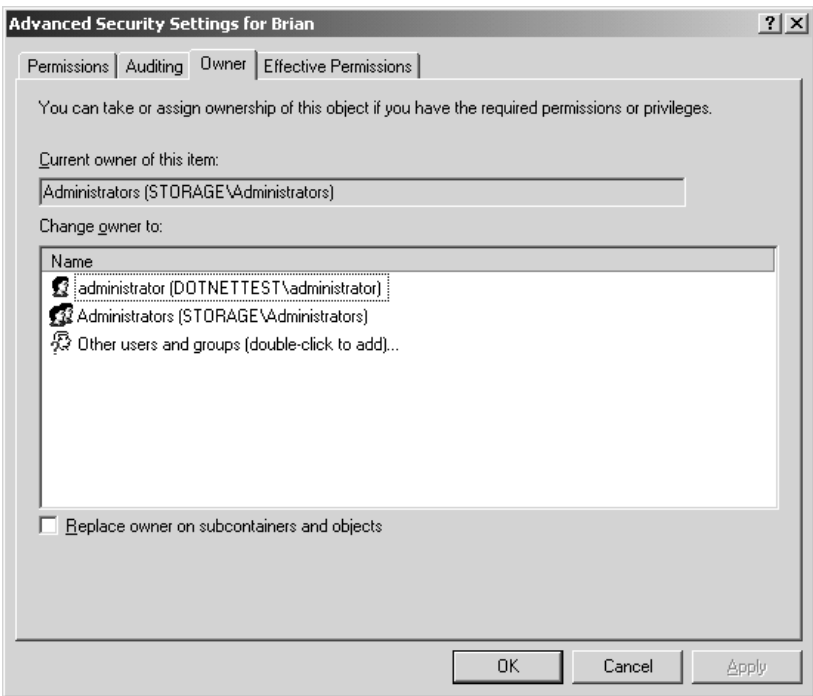 Advanced Security Settings for Brian
Permissions
Auditing
Owner
Effective Permissions
You can take or assign ownership of this object if you have the required permissions or privileges.
Current owner of this item:
Administrators (STORAGE\Administrators)
Change owner to:
Name
administrator (DOTNETTEST\administrator)
Administrators (STORAGE\Administrators)
Other users and groups (double-click to add)...
Replace owner on subcontainers and objects
OK
Cancel
Apply